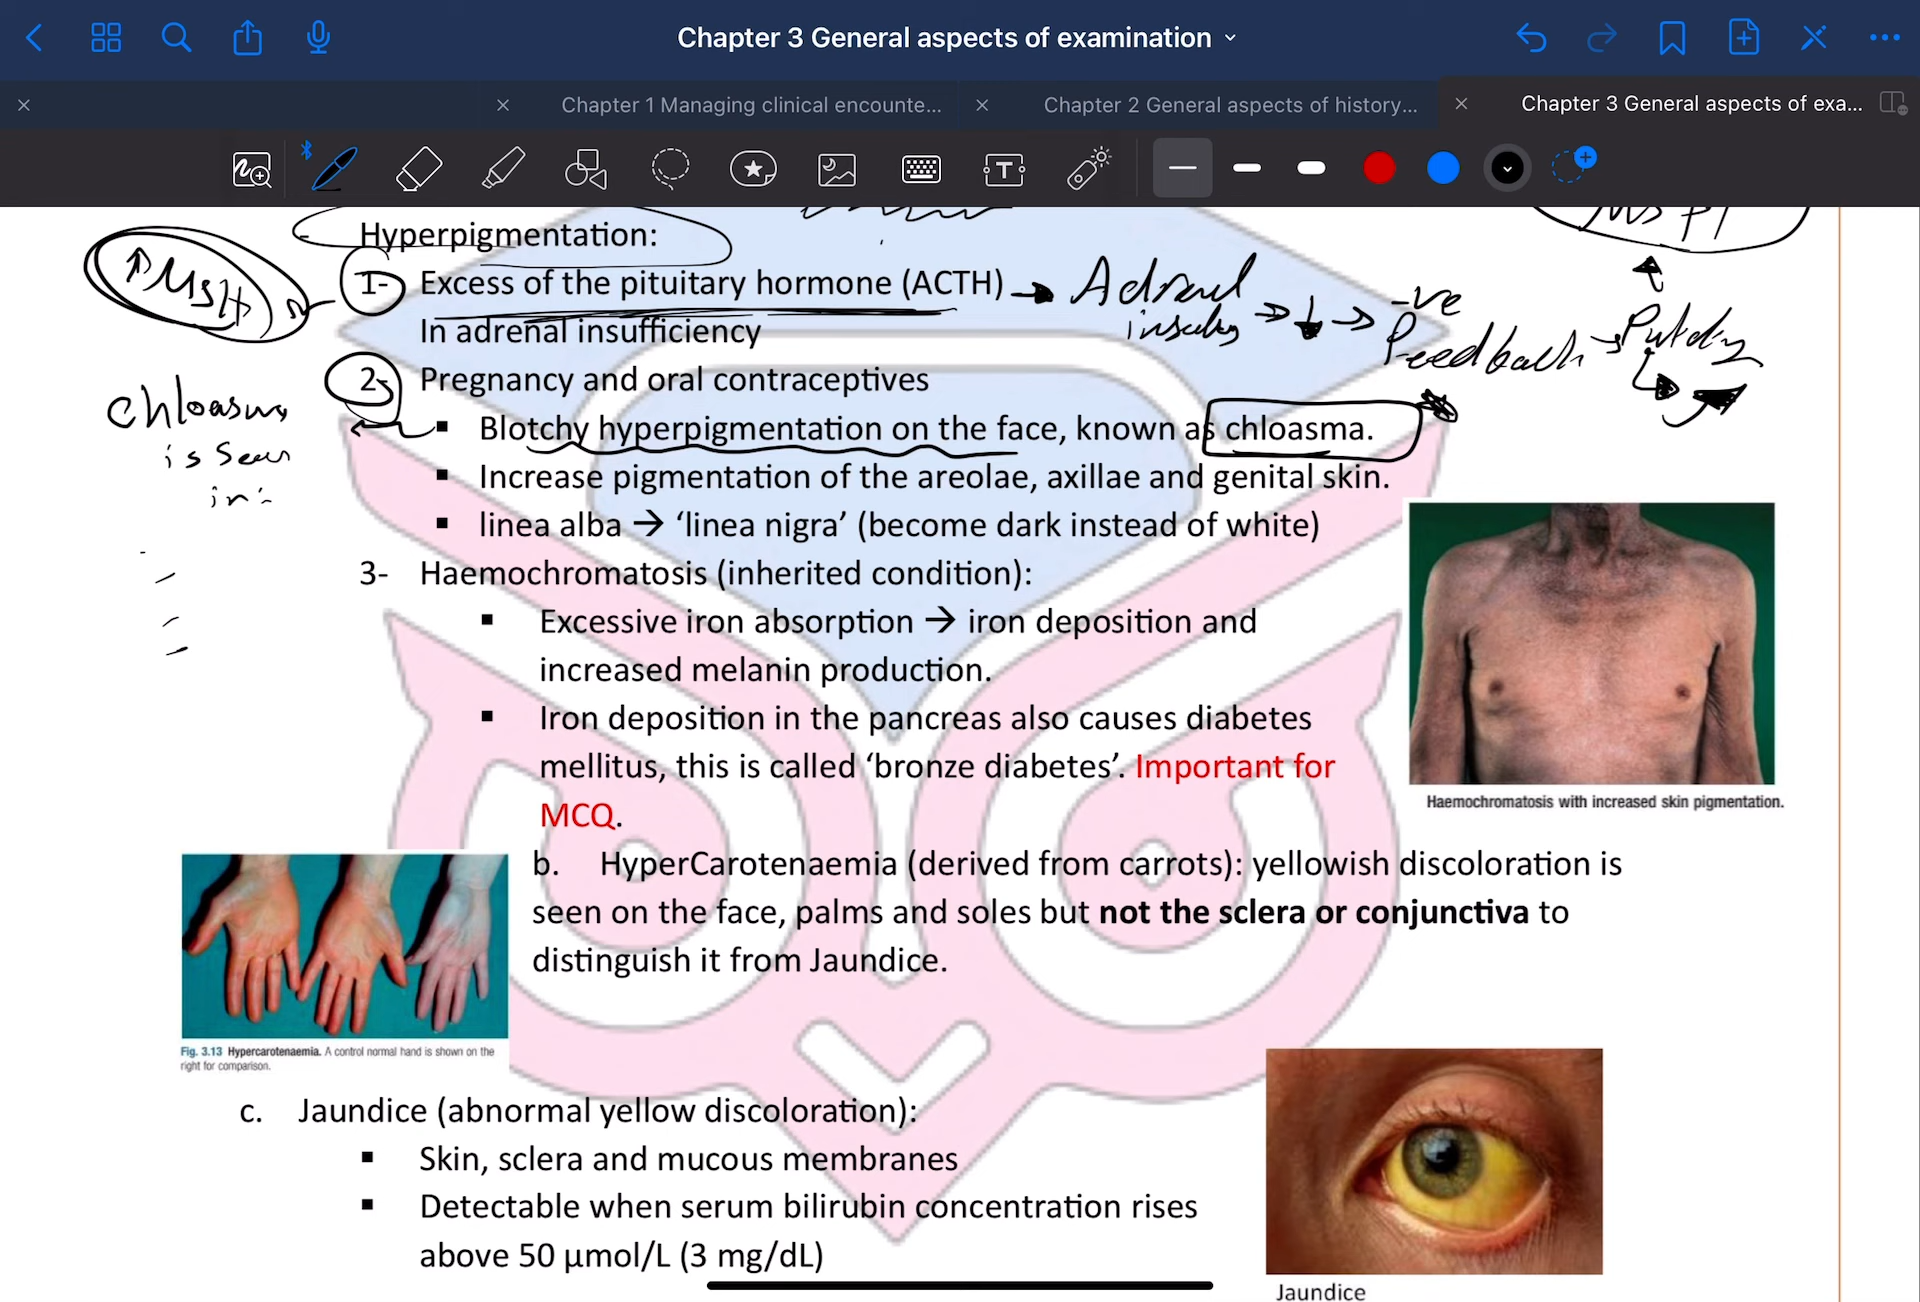 Chapter 3 General aspects of examination
Chapter 1 Managing clinical encounte...
Chapter 2 General aspects of history...
Chapter 3 General aspects of exa...
T
Hyperpigmentation:
↑MSH
1- Excess of the pituitary hormone (ACTH) → Adrenal
In adrenal insufficiency
→ ↓ → -ve Feedback →
2- Pregnancy and oral contraceptives
chloasma
is seen
in:
▪ Blotchy hyperpigmentation on the face, known as chloasma.
▪ Increase pigmentation of the areolae, axillae and genital skin.
▪ linea alba → ‘linea nigra’ (become dark instead of white)
3- Haemochromatosis (inherited condition):
▪ Excessive iron absorption → iron deposition and
increased melanin production.
▪ Iron deposition in the pancreas also causes diabetes
mellitus, this is called ‘bronze diabetes’. Important for
MCQ.
Haemochromatosis with increased skin pigmentation.
b. HyperCarotenaemia (derived from carrots): yellowish discoloration is
seen on the face, palms and soles but not the sclera or conjunctiva to
distinguish it from Jaundice.
Fig. 3.13 Hypercarotenaemia. A control normal hand is shown on the
right for comparison.
c. Jaundice (abnormal yellow discoloration):
▪ Skin, sclera and mucous membranes
▪ Detectable when serum bilirubin concentration rises
above 50 µmol/L (3 mg/dL)
Jaundice